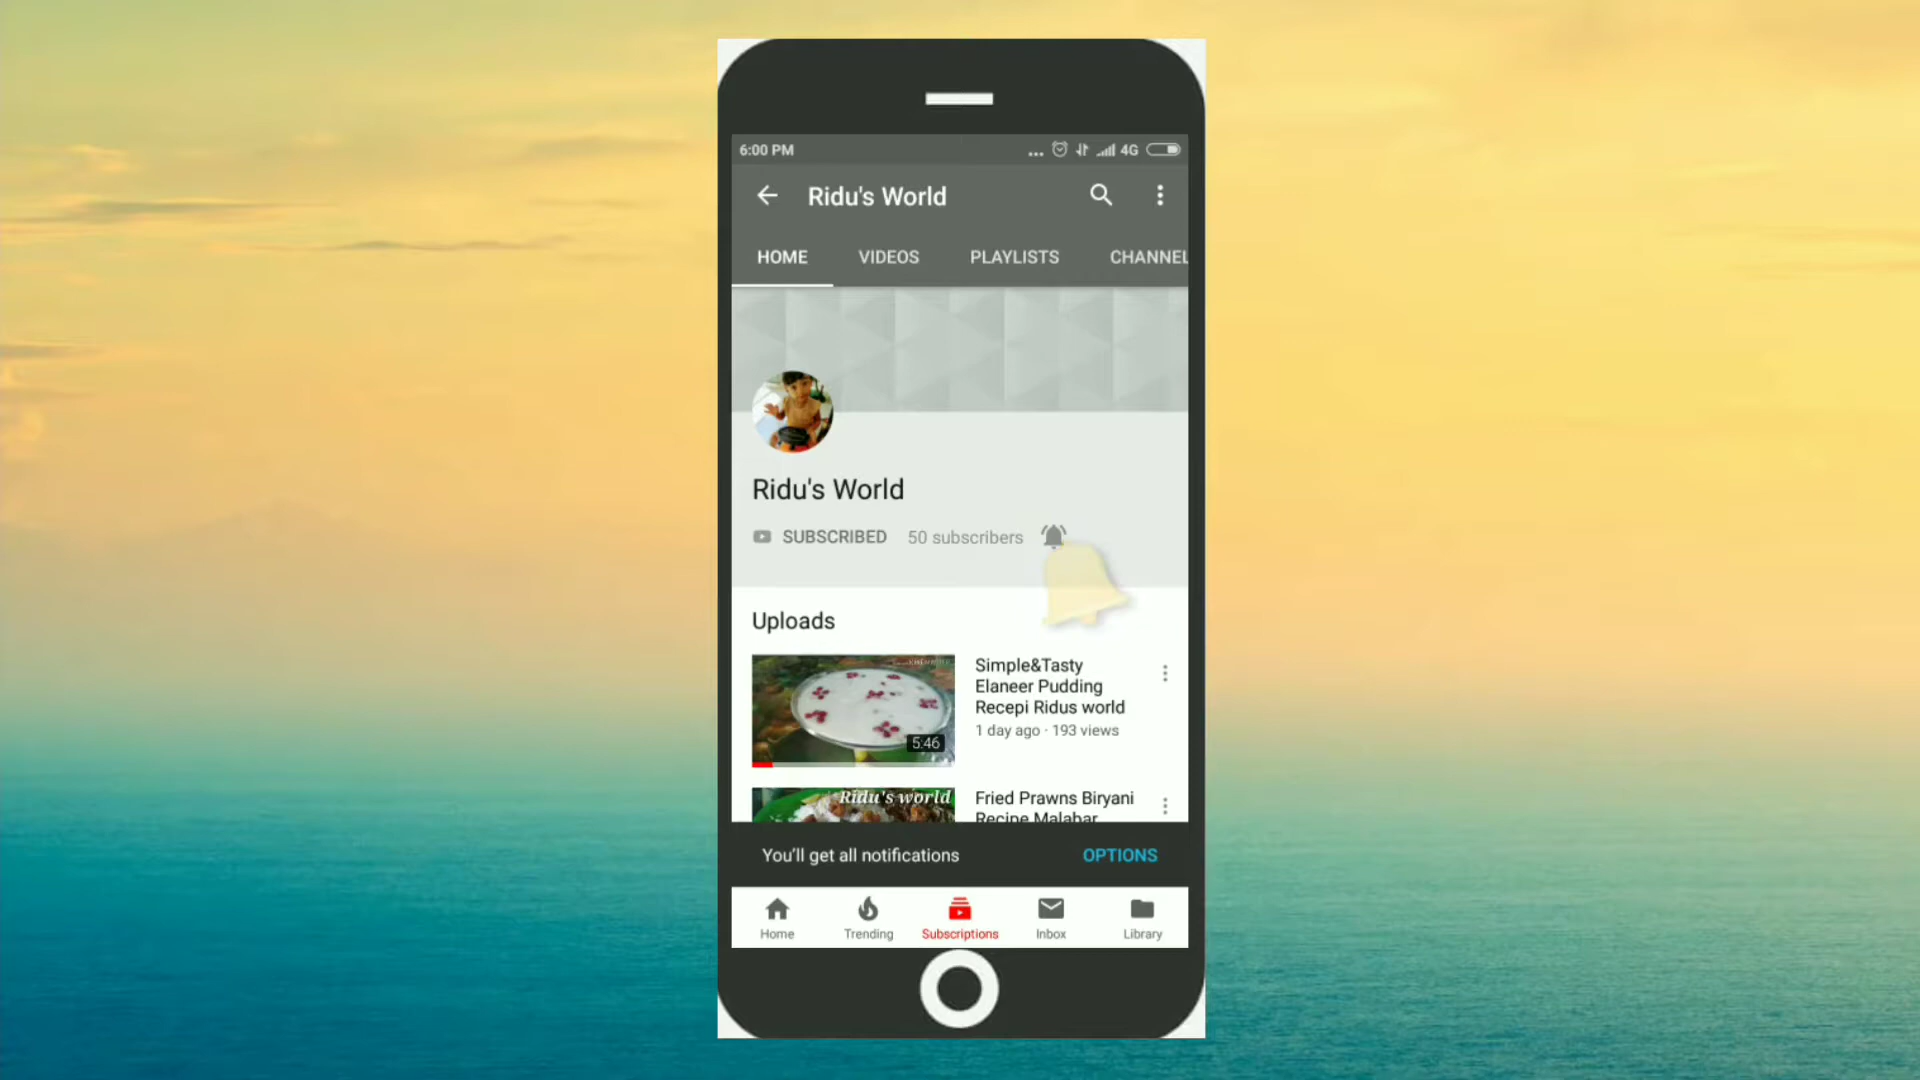 6:00 PM
... 4G
Ridu's World
HOME VIDEOS PLAYLISTS CHANNEL
Ridu's World
SUBSCRIBED 50 subscribers
Uploads
Simple&Tasty
Elaneer Pudding
Recepi Ridus world
1 day ago · 193 views
5:46
Ridu's world
Fried Prawns Biryani
Recipe Malabar
You'll get all notifications OPTIONS
Home Trending Subscriptions Inbox Library